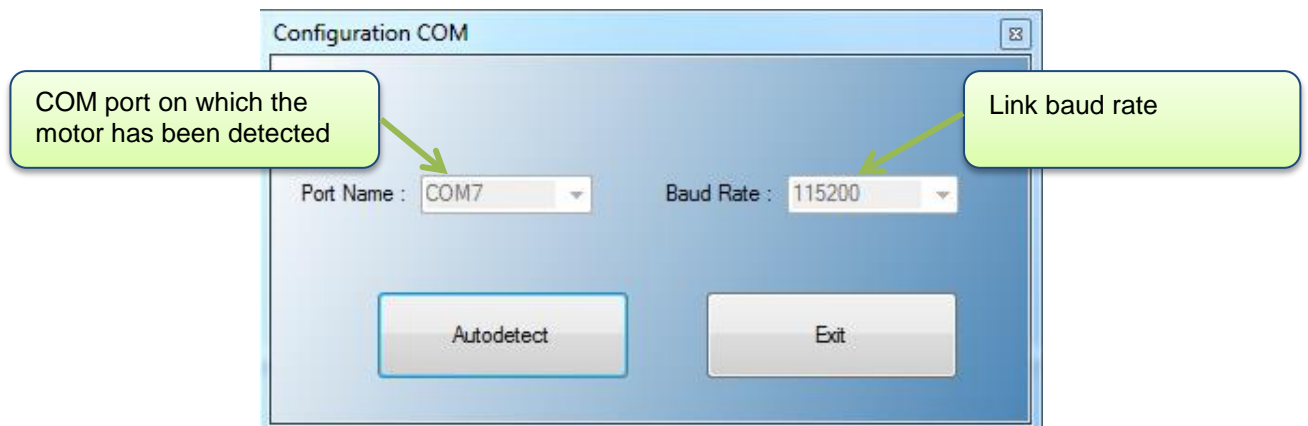 Configuration COM
COM port on which the
motor has been detected
Link baud rate
Port Name : COM7 Baud Rate : 115200
Autodetect Exit